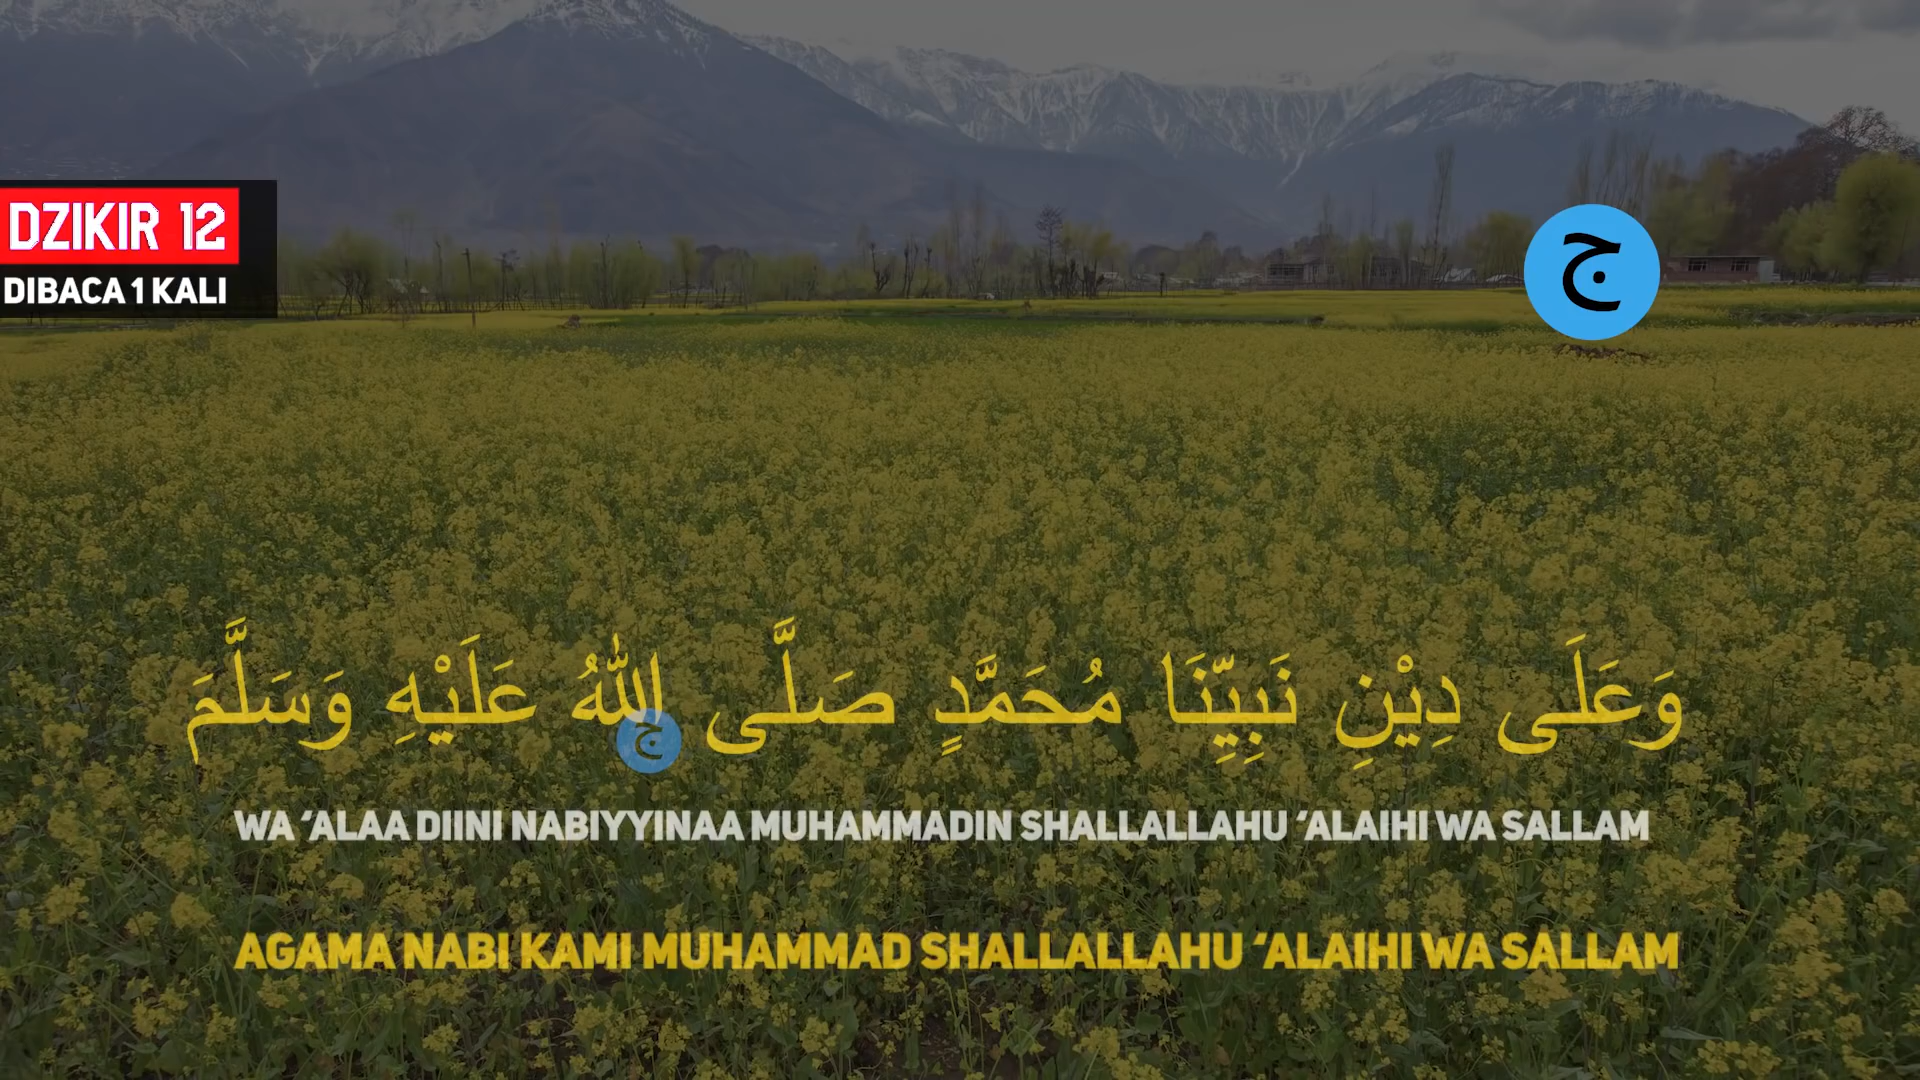 DZIKIR 12
DIBACA 1 KALI
ج
وَعَلَى دِيْنِ نَبِيِّنَا مُحَمَّدٍ صَلَّى اللهُ عَلَيْهِ وَسَلَّمَ
ج
WA ‘ALAA DIINI NABIYYINAA MUHAMMADIN SHALLALLAHU ‘ALAIHI WA SALLAM
AGAMA NABI KAMI MUHAMMAD SHALLALLAHU ‘ALAIHI WA SALLAM